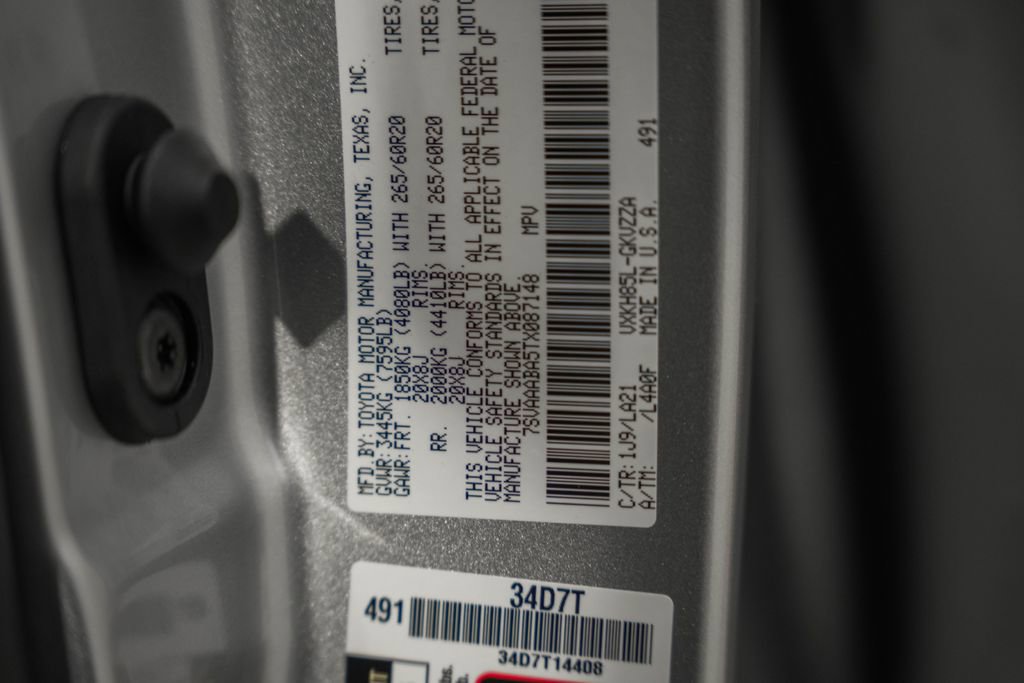 MFD.BY:TOYOTA MOTOR MANUFACTURING, TEXAS, INC.
GVWR:3445KG (7595LB)
GAWR:FRT. 1850KG (4080LB) WITH 265/60R20 TIRES,
20X8J RIMS,
RR. 2000KG (4410LB) WITH 265/60R20 TIRES,
20X8J RIMS.
THIS VEHICLE CONFORMS TO ALL APPLICABLE FEDERAL MOTO
VEHICLE SAFETY STANDARDS IN EFFECT ON THE DATE OF
MANUFACTURE SHOWN ABOVE
7SVAAABA5TX087148 MPV
C/TR:1J9/LA21 VXKH85L-GKVZZA 491
A/TM: /L4A0F MADE IN U.S.A.
34D7T
491
34D7T14408